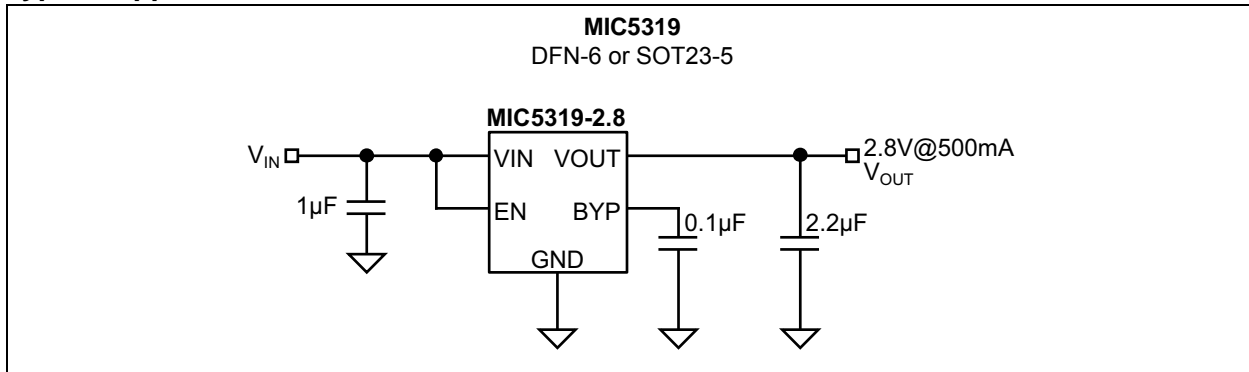 MIC5319
DFN-6 or SOT23-5
MIC5319-2.8
VIN
VIN VOUT
2.8V@500mA
VOUT
1µF
EN BYP
0.1µF
2.2µF
GND